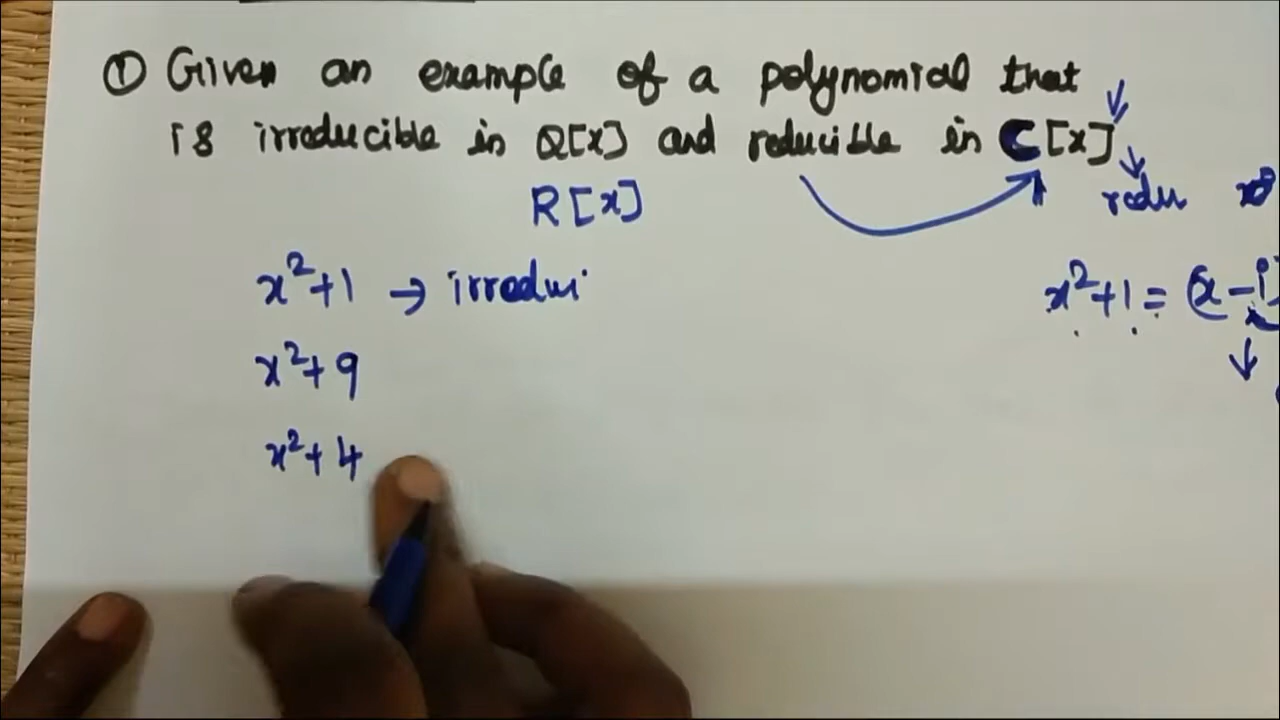 ① Given an example of a polynomial that
is irreducible in Q[x] and reducible in C[x]
R[x]
redu
x²+1 → irredui
x²+1 = (x-i)
x²+9
x²+4